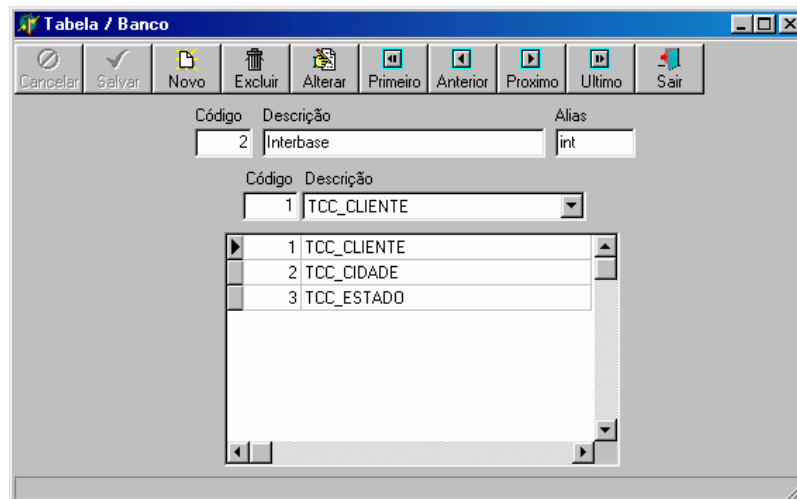 Tabela / Banco
Cancelar Salvar Novo Excluir Alterar Primeiro Anterior Proximo Ultimo Sair
Código Descrição Alias
2 Interbase int
Código Descrição
1 TCC_CLIENTE
1 TCC_CLIENTE
2 TCC_CIDADE
3 TCC_ESTADO